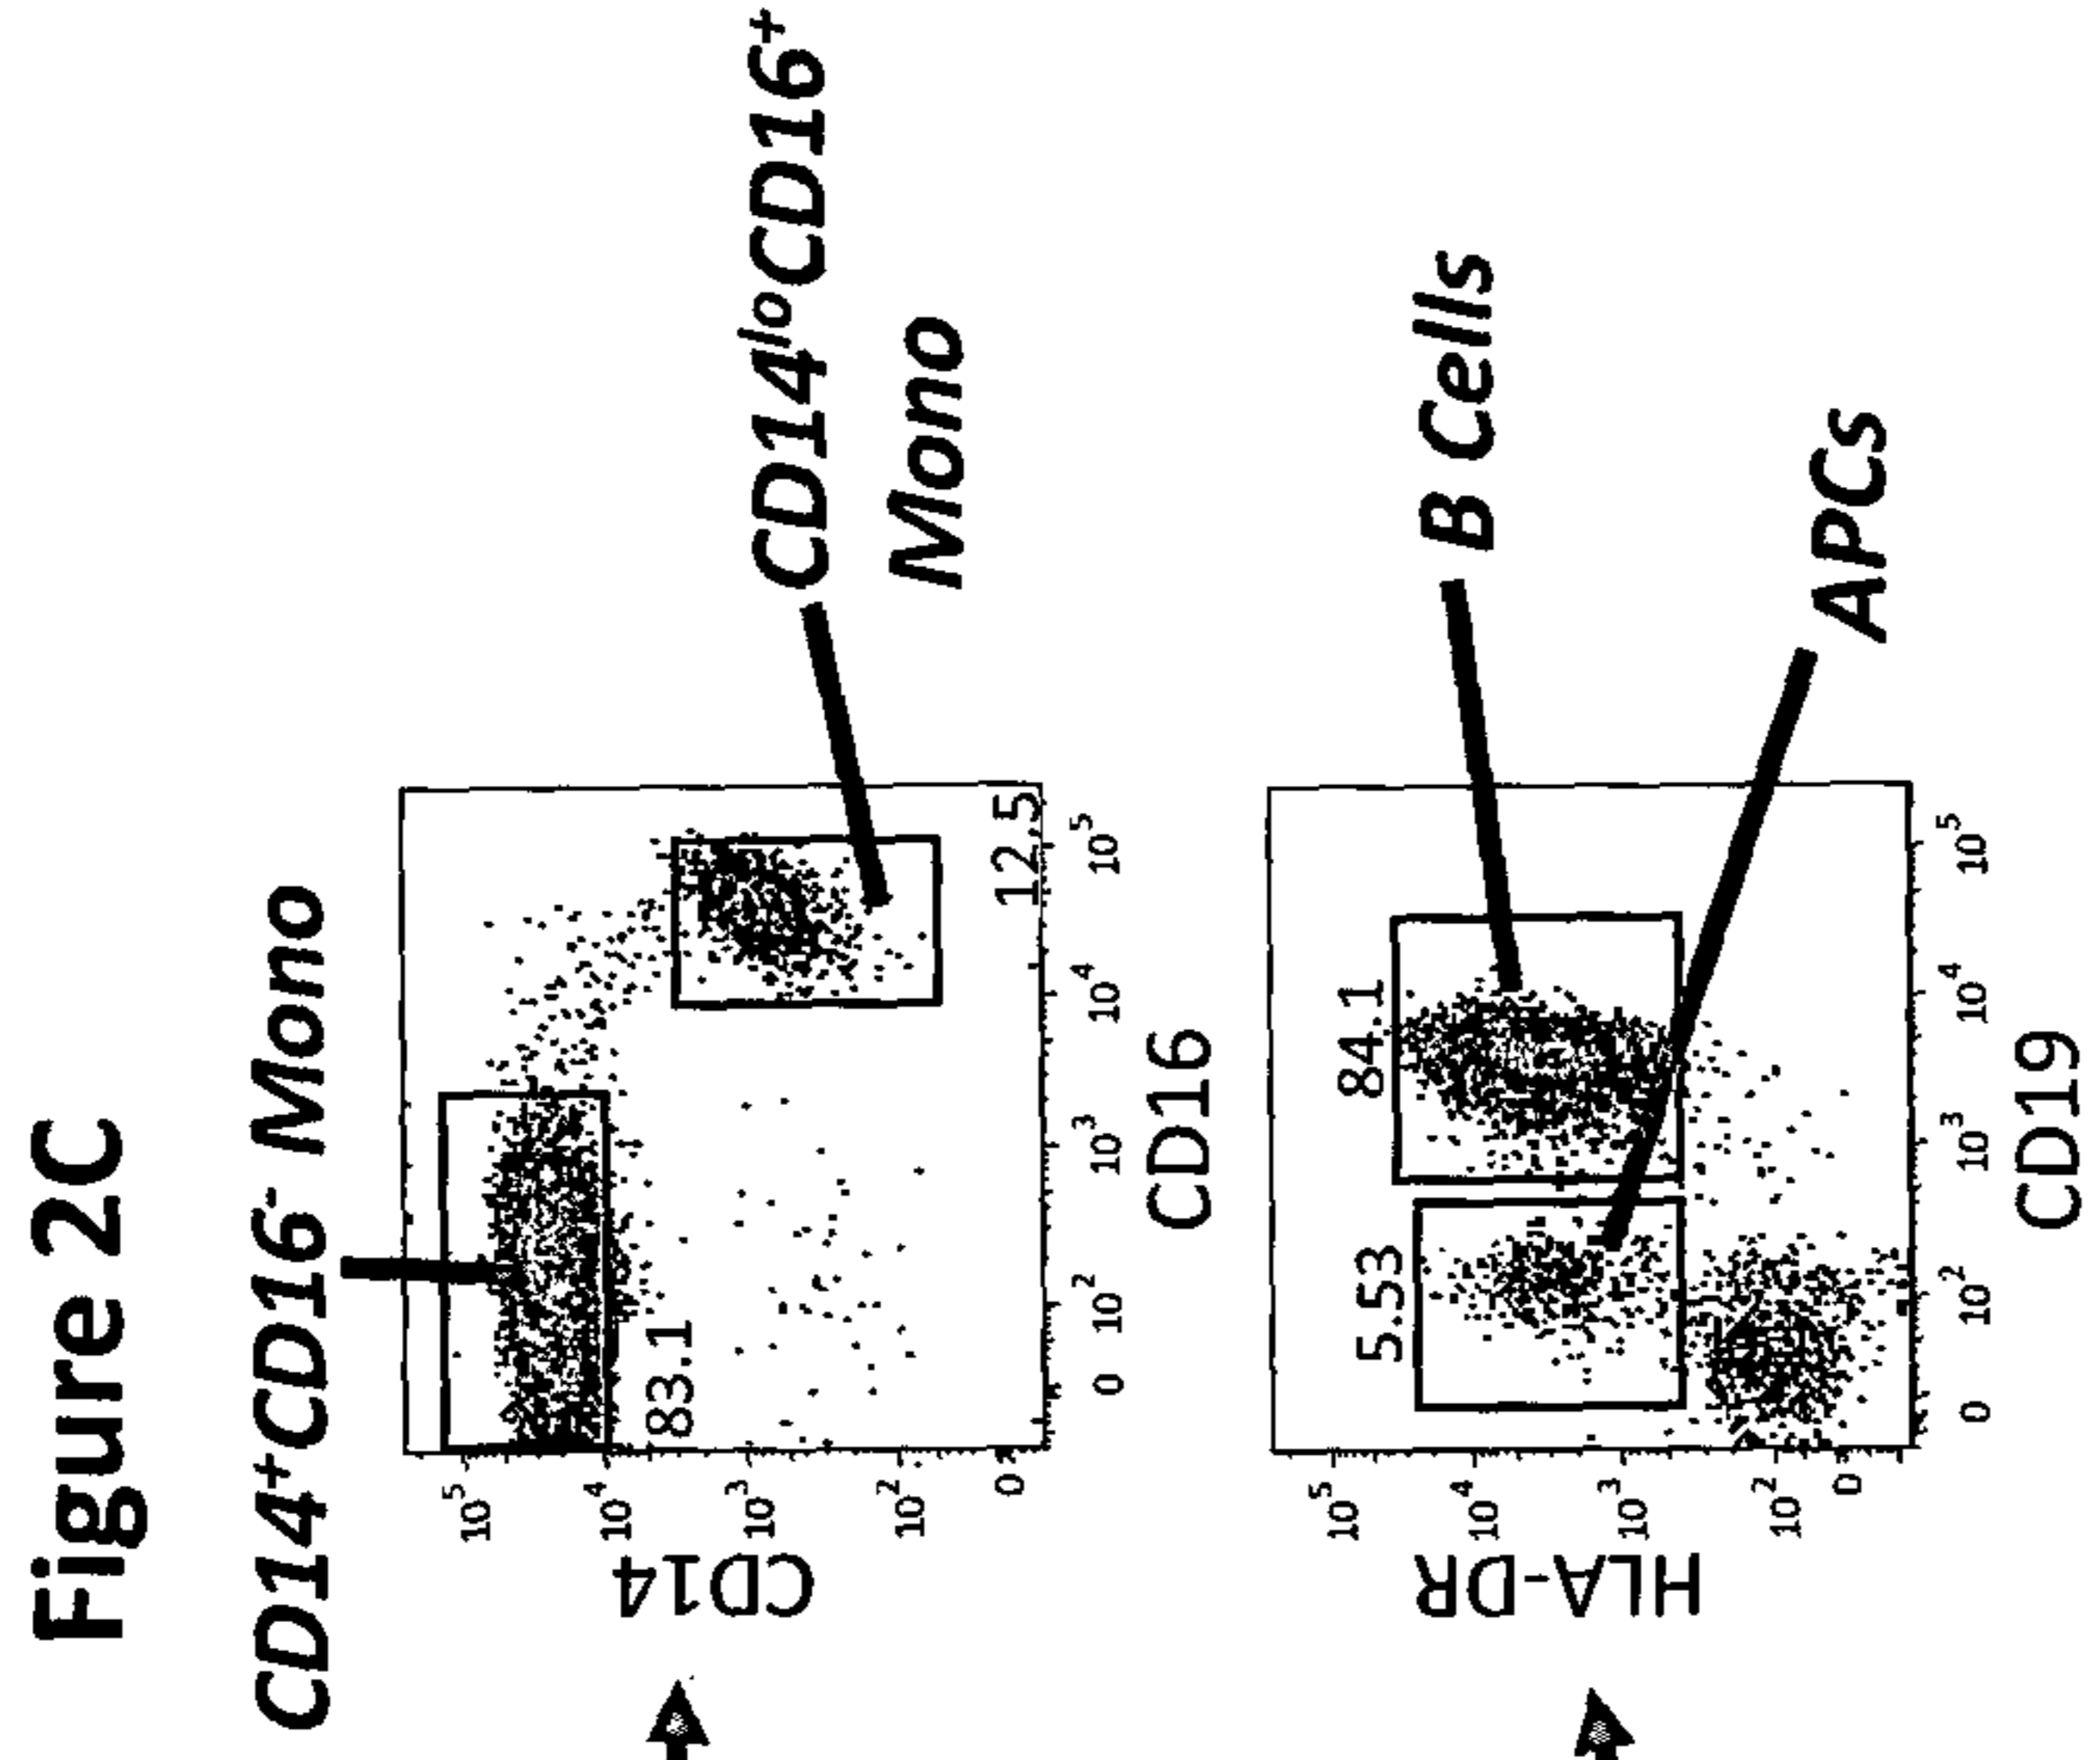 Figure 2C
CD14⁺CD16⁻ Mono
CD14
10⁵
10⁴
10³
10²
0
83.1
12.5
0
10²
10³
10⁴
10⁵
CD16
CD14ˡᵒCD16⁺
Mono
HLA-DR
10⁵
10⁴
10³
10²
0
5.53
84.1
0
10²
10³
10⁴
10⁵
CD19
B Cells
APCs